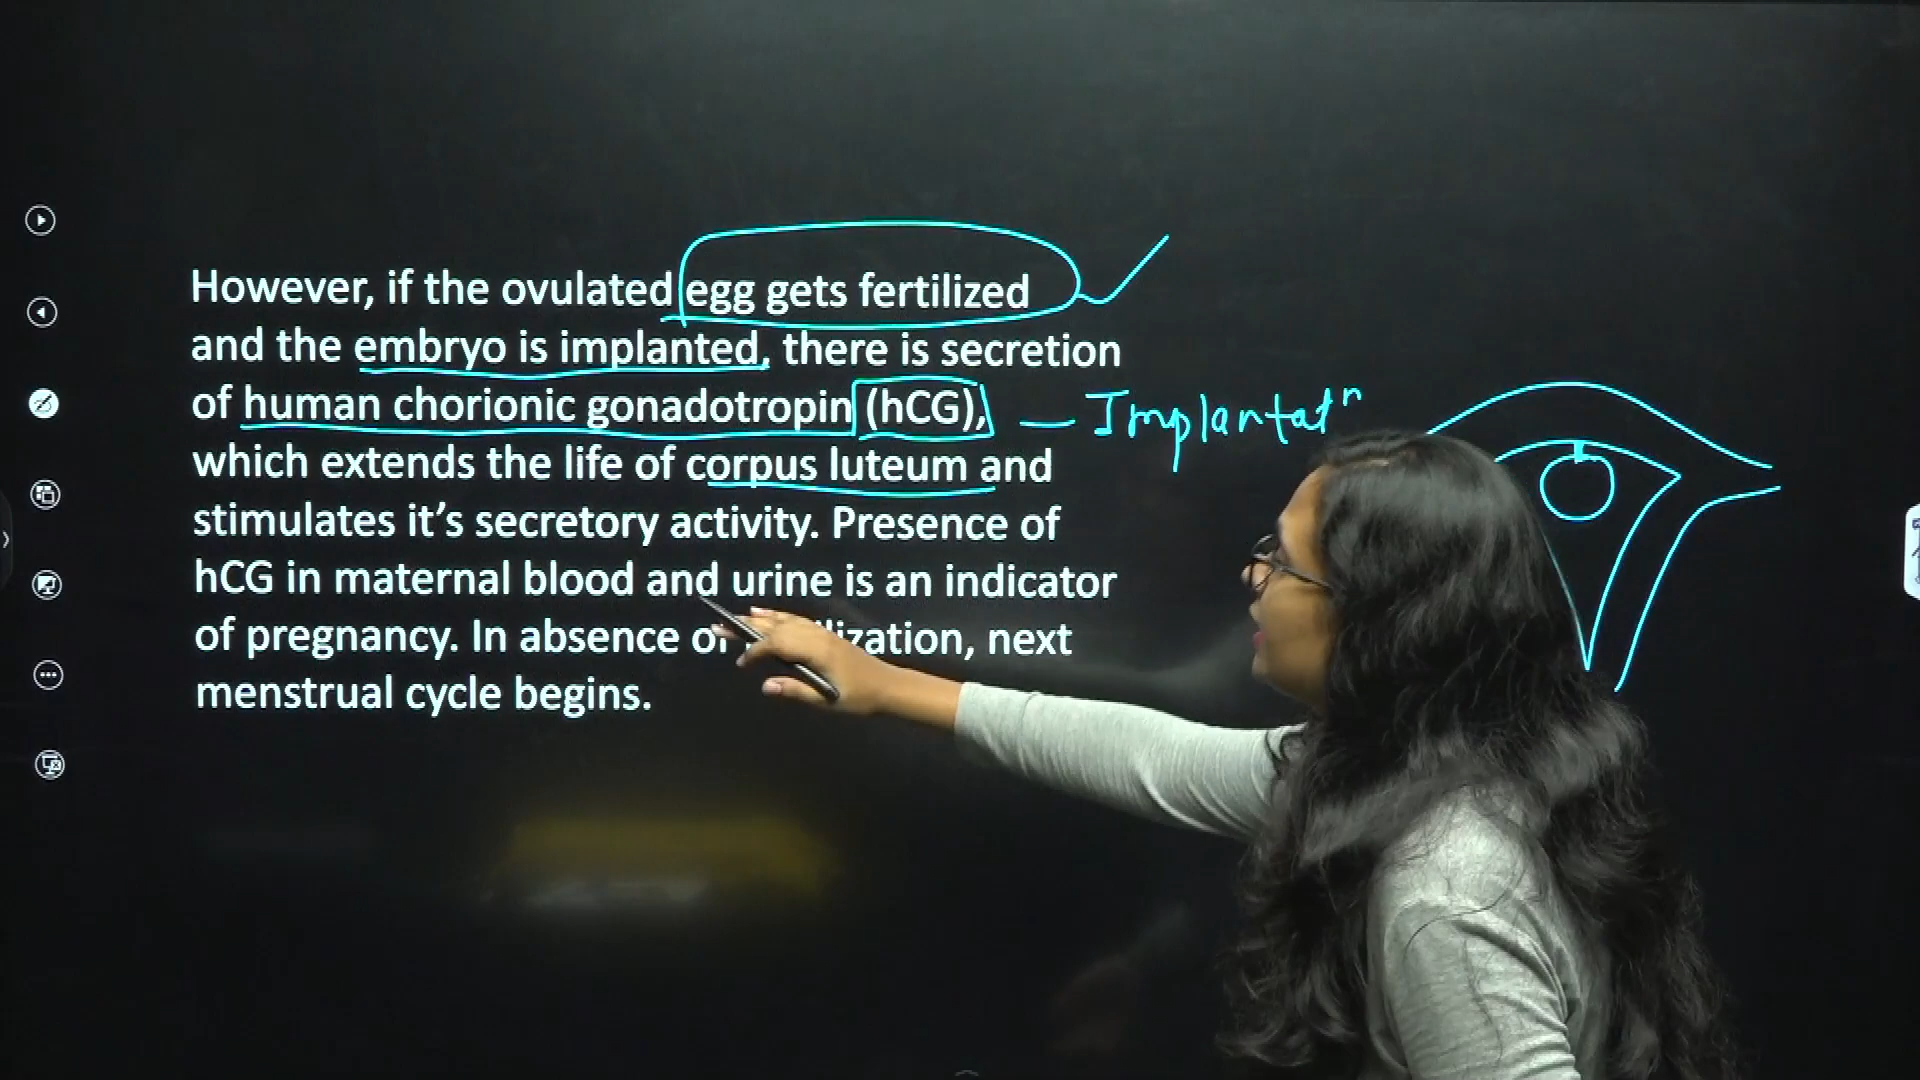 However, if the ovulated egg gets fertilized
and the embryo is implanted, there is secretion
of human chorionic gonadotropin (hCG), — Implantatⁿ
which extends the life of corpus luteum and
stimulates it’s secretory activity. Presence of
hCG in maternal blood and urine is an indicator
of pregnancy. In absence of next
menstrual cycle begins.